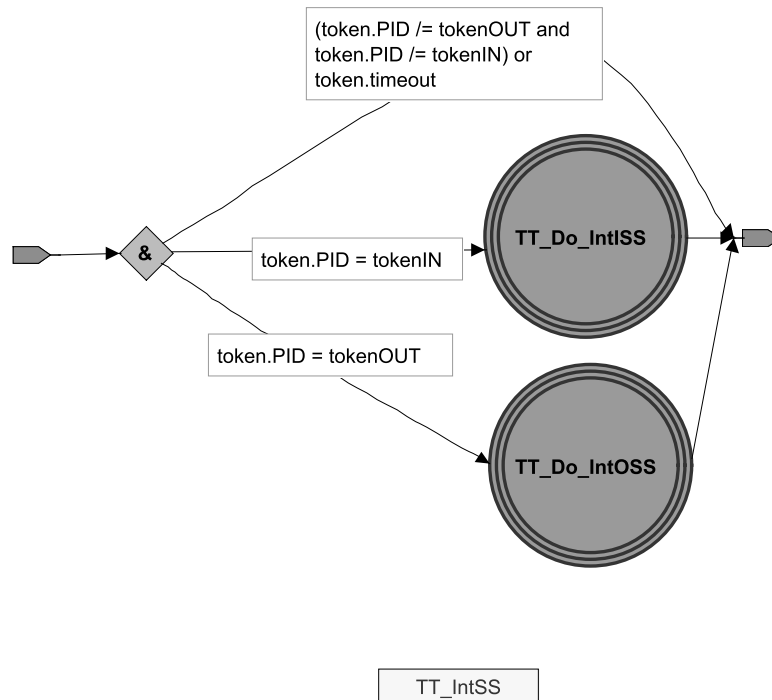 (token.PID /= tokenOUT and
token.PID /= tokenIN) or
token.timeout
TT_Do_IntISS
&
token.PID = tokenIN
token.PID = tokenOUT
TT_Do_IntOSS
TT_IntSS